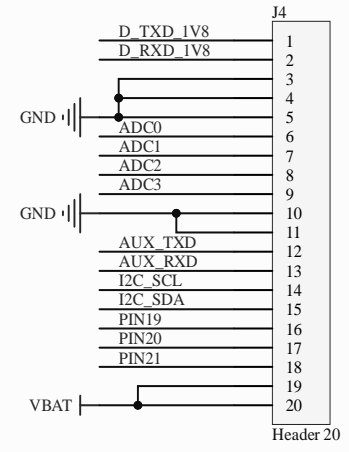 J4
D_TXD_1V8 1
D_RXD_1V8 2
3
4
GND 5
ADC0 6
ADC1 7
ADC2 8
ADC3 9
GND 10
11
AUX_TXD 12
AUX_RXD 13
I2C_SCL 14
I2C_SDA 15
PIN19 16
PIN20 17
PIN21 18
19
VBAT 20
Header 20